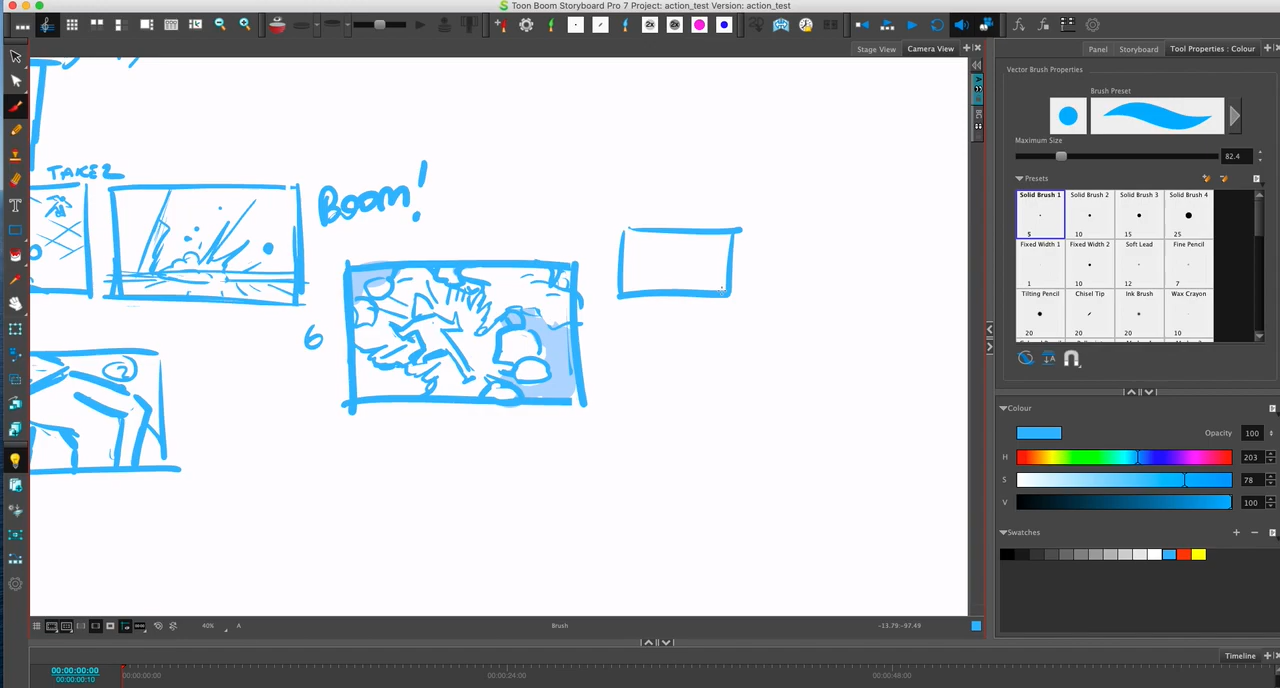 Toon Boom Storyboard Pro 7 Project: action_test Version: action_test
2x
2x
Stage View
Camera View
Panel
Storyboard
Tool Properties : Colour
Vector Brush Properties
Brush Preset
Maximum Size
82.4
Presets
Solid Brush 1
Solid Brush 2
Solid Brush 3
Solid Brush 4
5
10
15
25
Fixed Width 1
Fixed Width 2
Soft Lead
Fine Pencil
1
10
12
7
Tilting Pencil
Chisel Tip
Ink Brush
Wax Crayon
20
20
20
10
Colour
Opacity
100
H
203
S
78
V
100
Swatches
TAKE 2
BOOM!
6
2
40%
A
Brush
-13.79:-97.49
Timeline
00:00:00:00
00:00:00:10
00:00:00:00
00:00:24:00
00:00:48:00